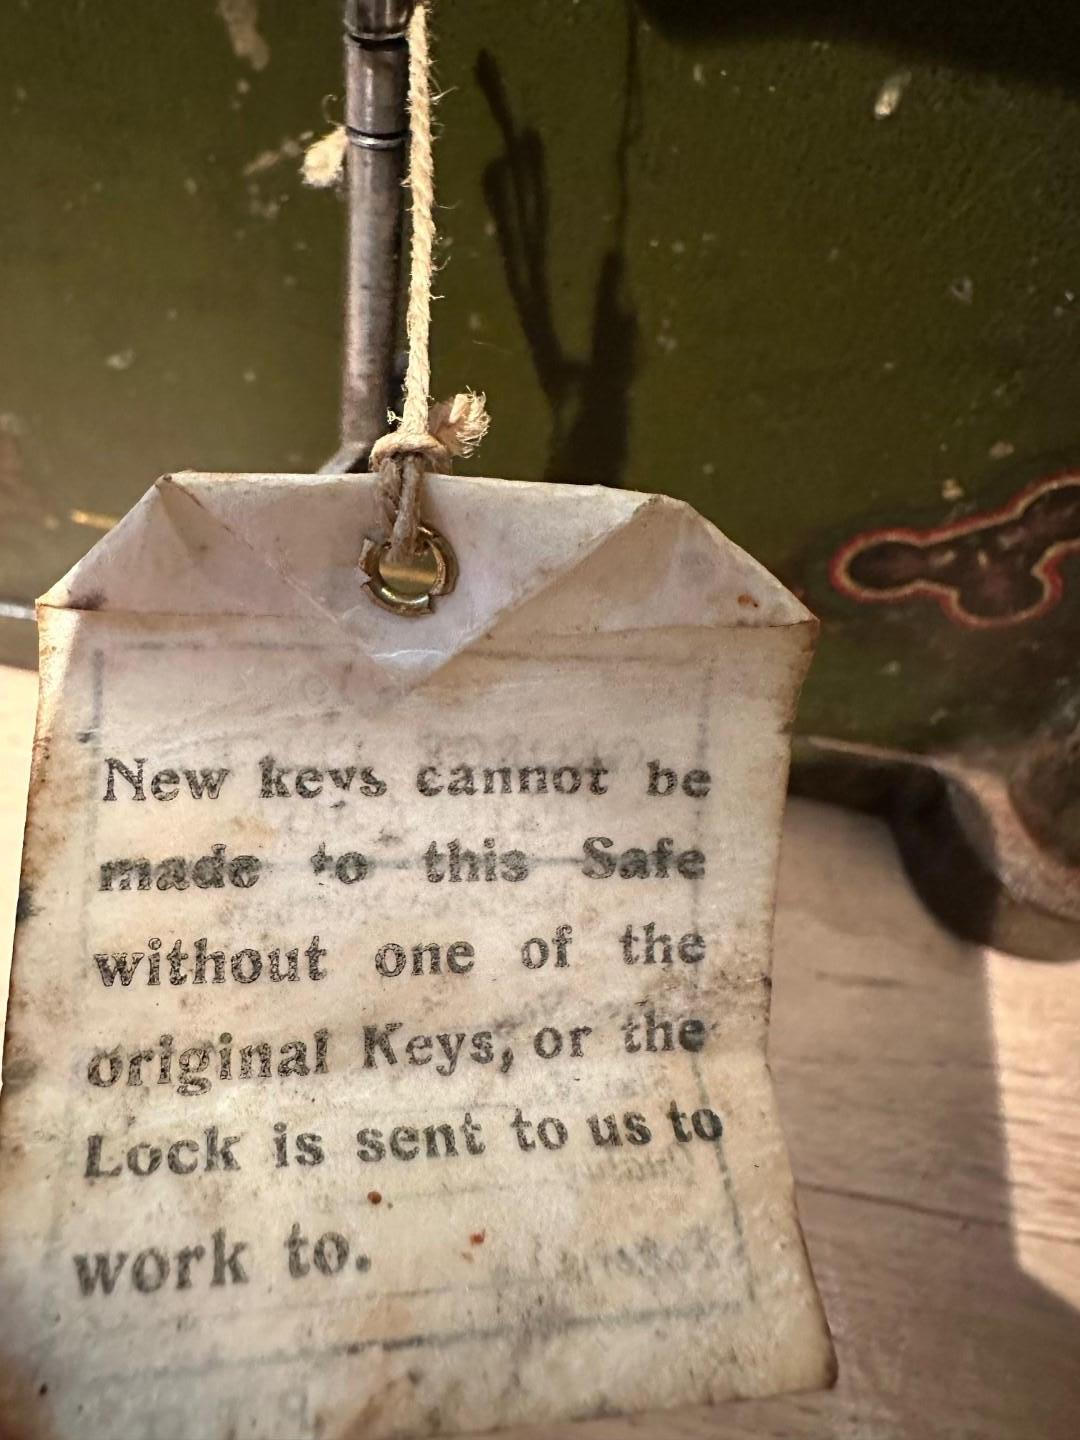 New keys cannot be
made to this Safe
without one of the
original Keys, or the
Lock is sent to us to
work to.